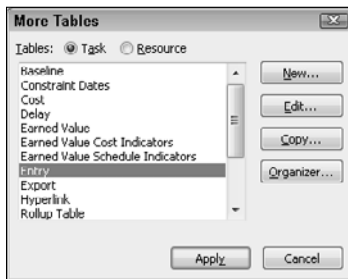 More Tables
Tables: Task Resource
Baseline
Constraint Dates
Cost
Delay
Earned Value
Earned Value Cost Indicators
Earned Value Schedule Indicators
Entry
Export
Hyperlink
Rollup Table
New...
Edit...
Copy...
Organizer...
Apply
Cancel